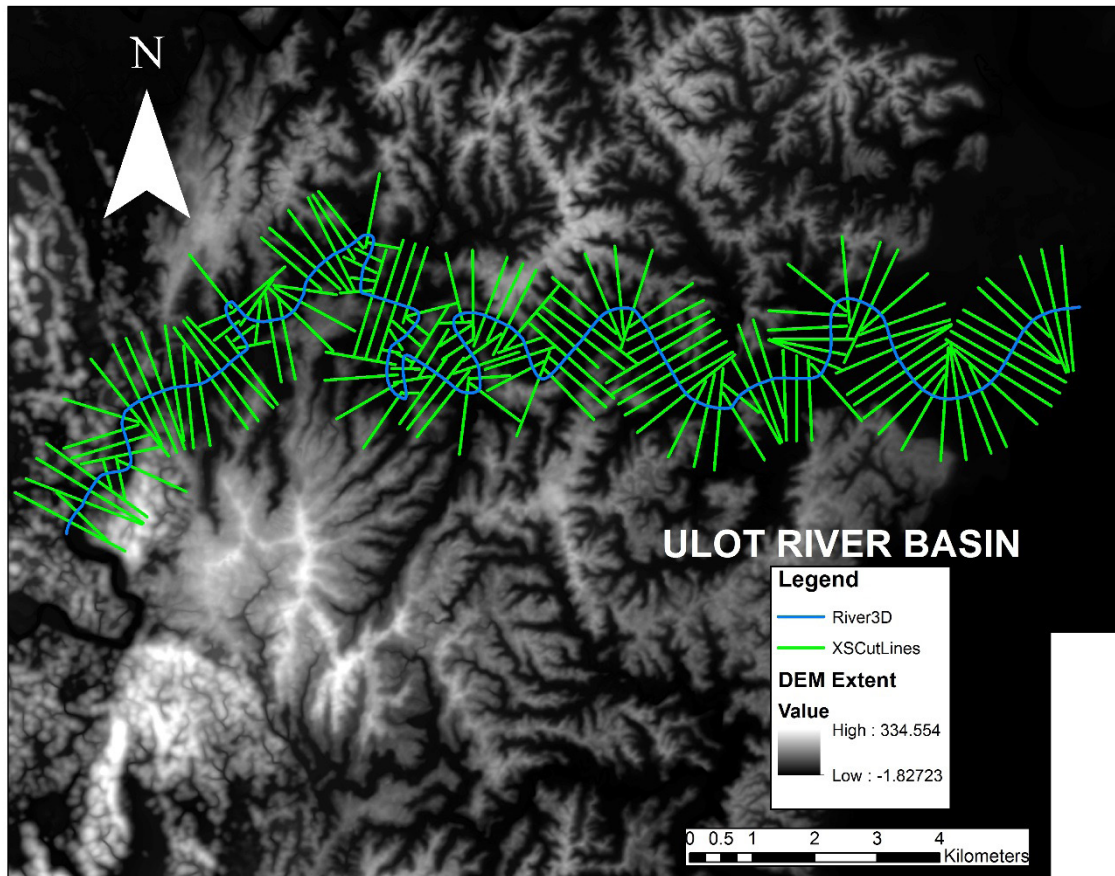 N
ULOT RIVER BASIN
Legend
River3D
XSCutLines
DEM Extent
Value
High : 334.554
Low : -1.82723
0 0.5 1 2 3 4
Kilometers